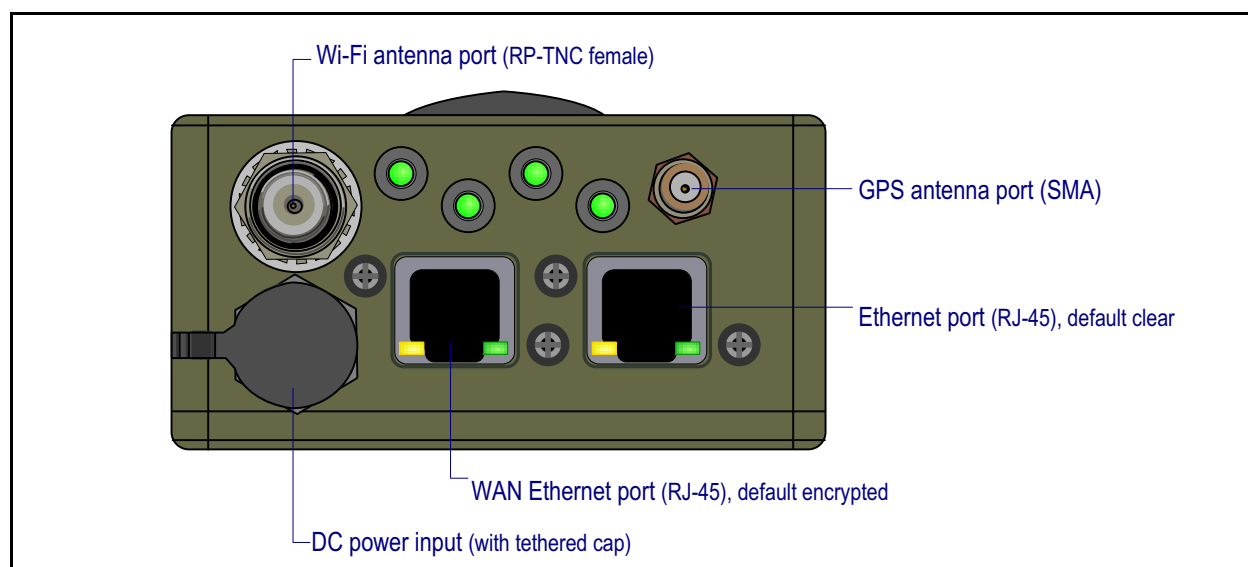 Wi-Fi antenna port (RP-TNC female)
GPS antenna port (SMA)
Ethernet port (RJ-45), default clear
WAN Ethernet port (RJ-45), default encrypted
DC power input (with tethered cap)